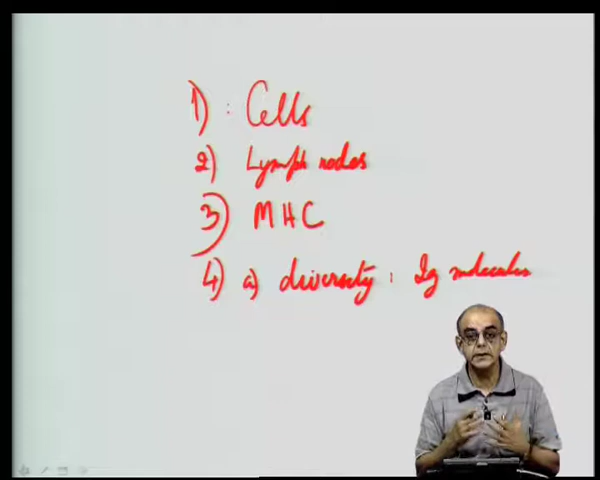 1) : Cells
2) Lymph nodes
3) MHC
4) a) diversity : Ig molecules